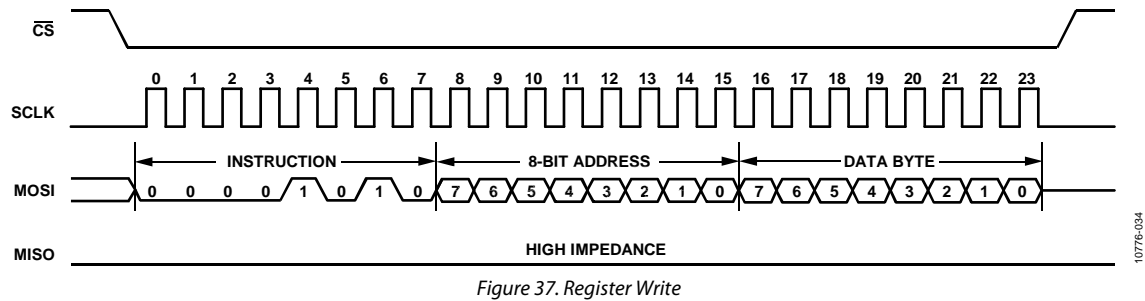 CS
0 1 2 3 4 5 6 7 8 9 10 11 12 13 14 15 16 17 18 19 20 21 22 23
SCLK
INSTRUCTION 8-BIT ADDRESS DATA BYTE
MOSI 0 0 0 0 1 0 1 0 7 6 5 4 3 2 1 0 7 6 5 4 3 2 1 0
HIGH IMPEDANCE
MISO
10776-034
Figure 37. Register Write